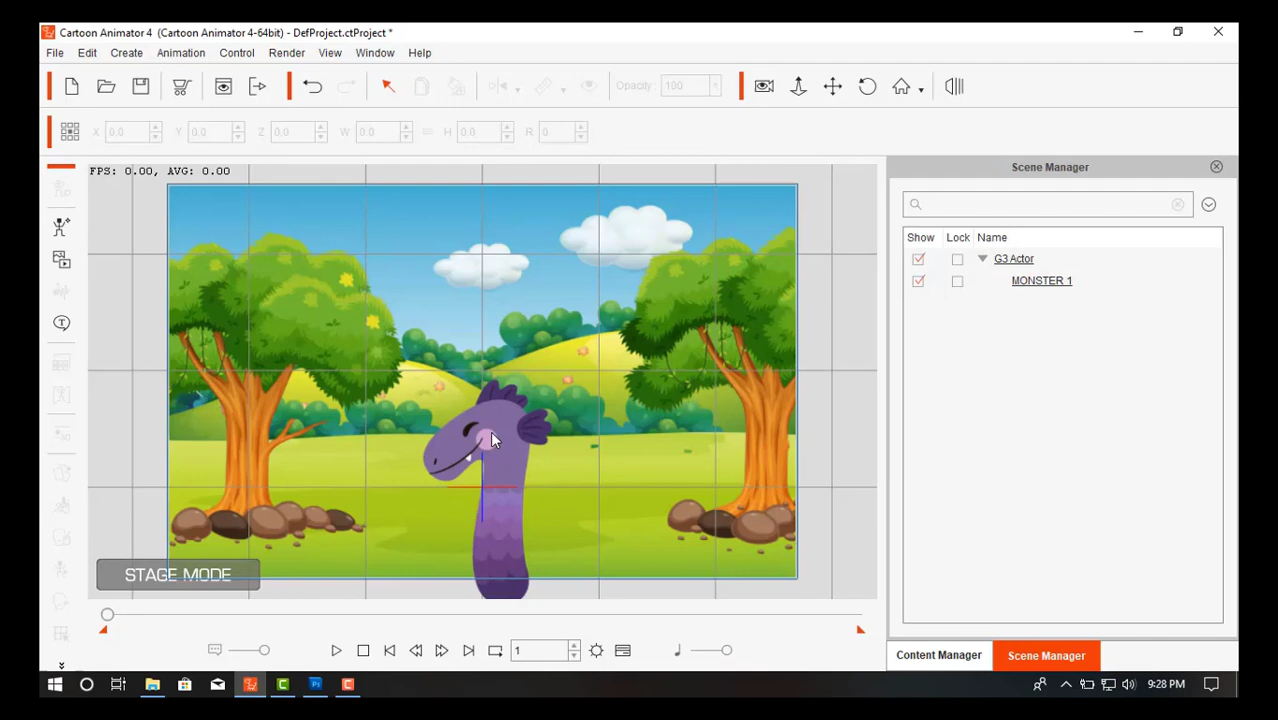 Cartoon Animator 4 (Cartoon Animator 4-64bit) - DefProject.ctProject *
File Edit Create Animation Control Render View Window Help
Opacity : 100
X 0.0 Y 0.0 Z 0.0 W 0.0 H 0.0 R 0
FPS: 0.00, AVG: 0.00
Scene Manager
Show Lock Name
G3 Actor
MONSTER 1
STAGE MODE
1
Content Manager Scene Manager
9:28 PM